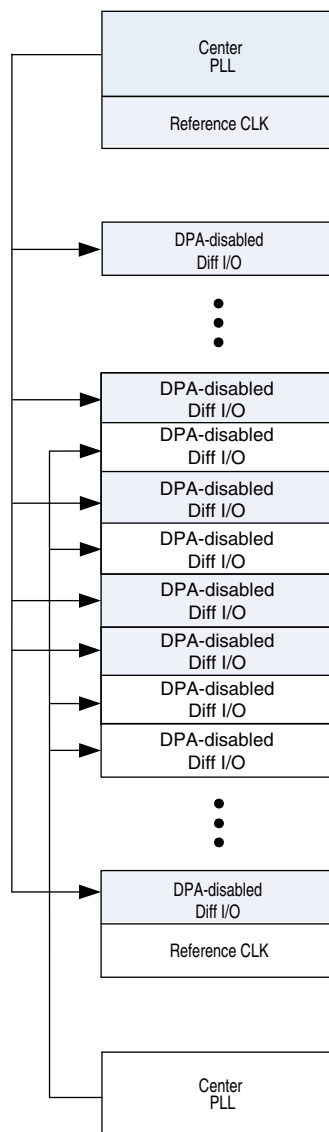 Center
PLL
Reference CLK
DPA-disabled
Diff I/O
DPA-disabled
Diff I/O
DPA-disabled
Diff I/O
DPA-disabled
Diff I/O
DPA-disabled
Diff I/O
DPA-disabled
Diff I/O
DPA-disabled
Diff I/O
DPA-disabled
Diff I/O
DPA-disabled
Diff I/O
DPA-disabled
Diff I/O
Reference CLK
Center
PLL